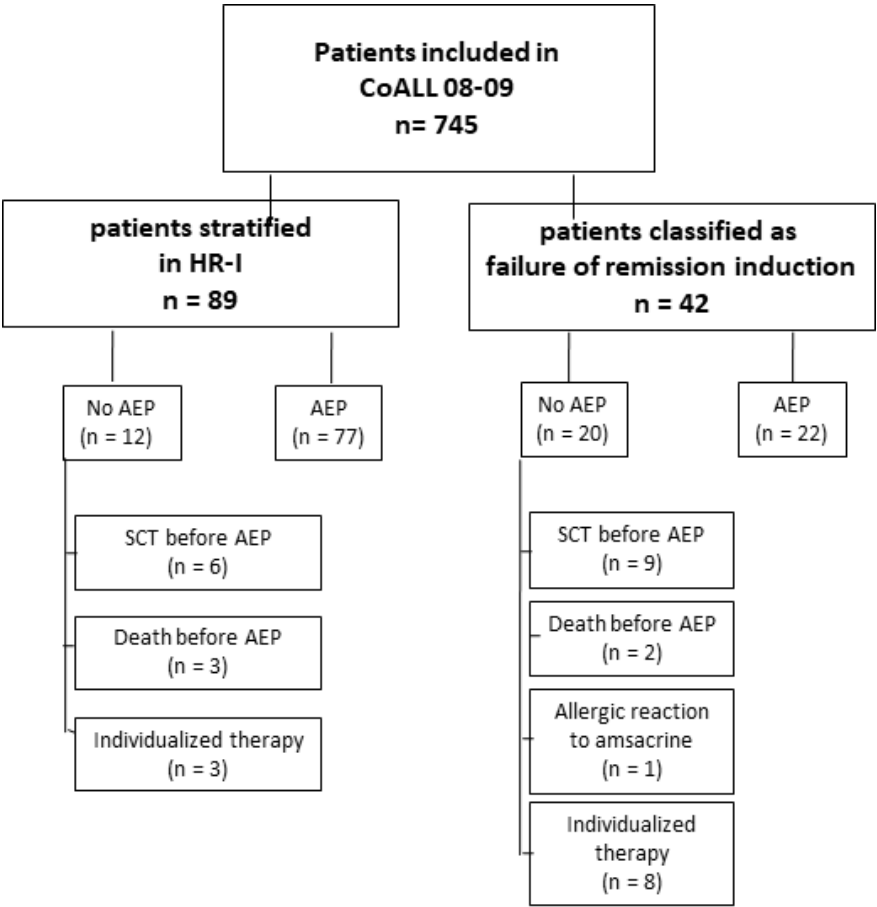 Patients included in
CoALL 08-09
n= 745
patients stratified
in HR-I
n = 89
patients classified as
failure of remission induction
n = 42
No AEP
(n = 12)
AEP
(n = 77)
No AEP
(n = 20)
AEP
(n = 22)
SCT before AEP
(n = 6)
Death before AEP
(n = 3)
Individualized therapy
(n = 3)
SCT before AEP
(n = 9)
Death before AEP
(n = 2)
Allergic reaction
to amsacrine
(n = 1)
Individualized
therapy
(n = 8)